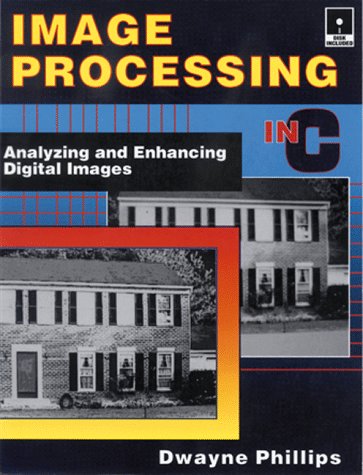 IMAGE
PROCESSING
DISK
INCLUDED
IN C
Analyzing and Enhancing
Digital Images
Dwayne Phillips